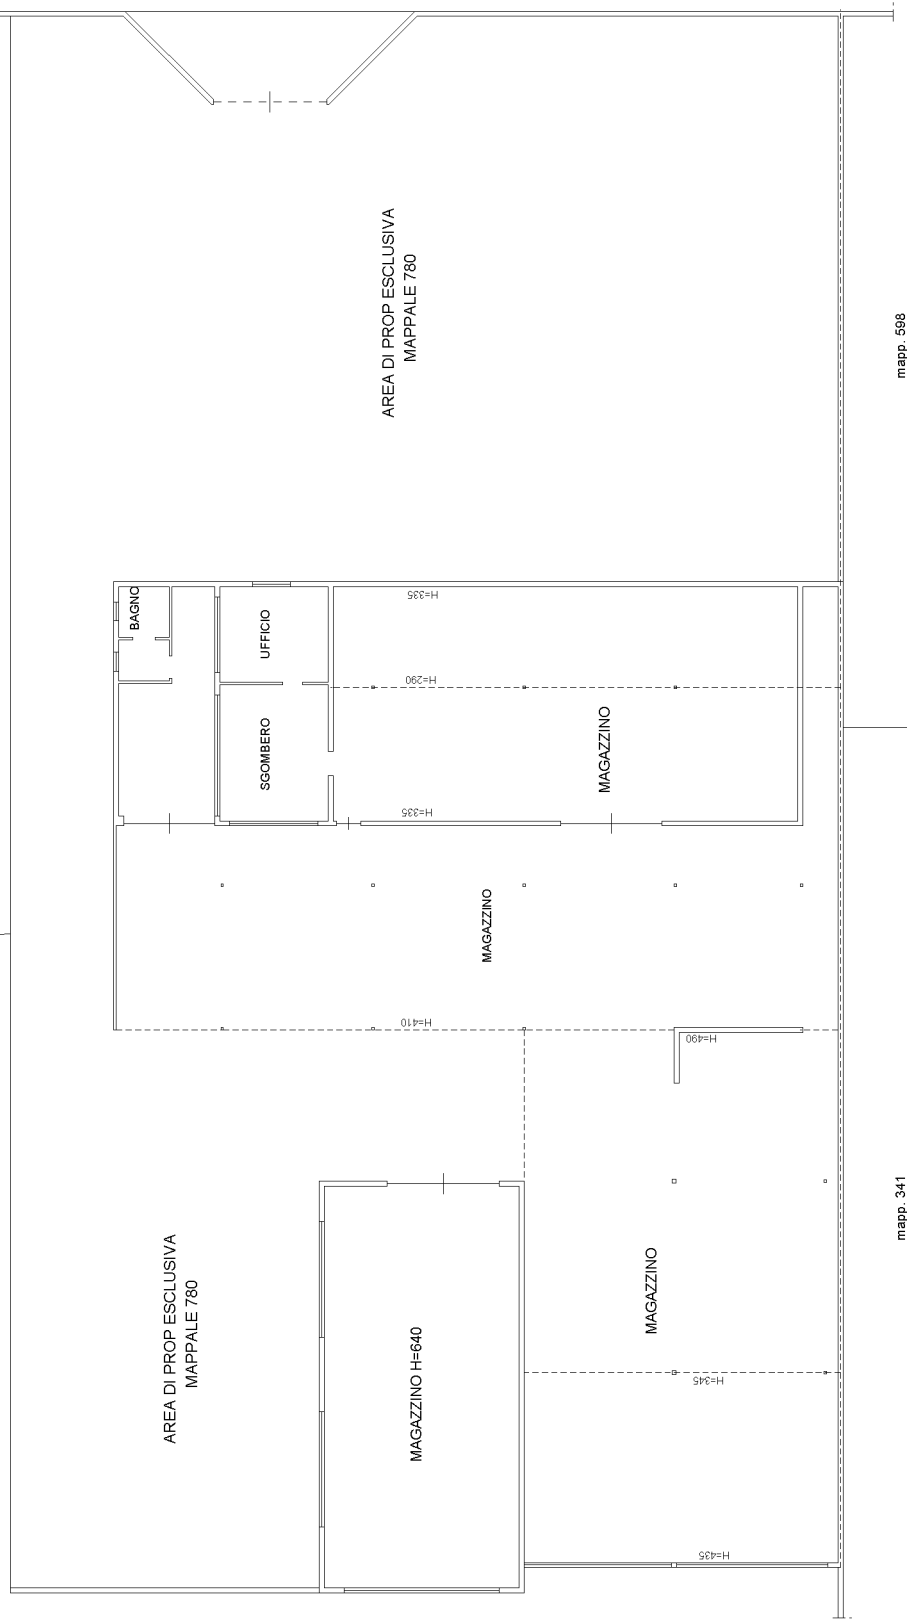 AREA DI PROP ESCLUSIVA
MAPPALE 780
mapp. 598
BAGNO
UFFICIO
H=335
H=290
SGOMBERO
MAGAZZINO
H=335
MAGAZZINO
H=410
H=490
AREA DI PROP ESCLUSIVA
MAPPALE 780
MAGAZZINO H=640
MAGAZZINO
mapp. 341
H=345
H=435